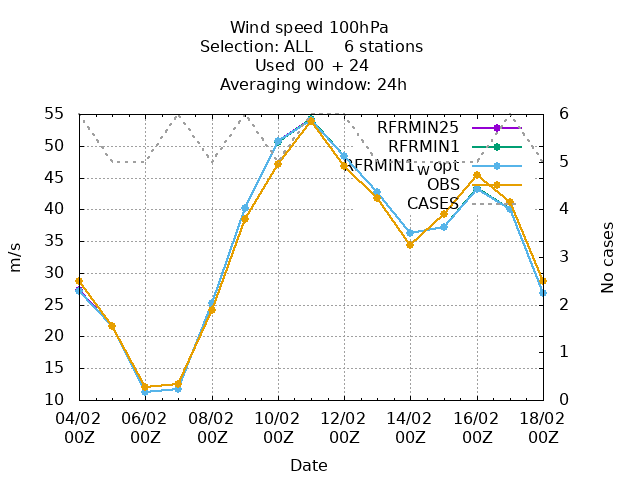 Wind speed 100hPa
Selection: ALL 6 stations
Used 00 + 24
Averaging window: 24h
55 6
RFRMIN25
50
RFRMIN1
45 5
RFRMIN1w opt
OBS
40 4
CASES
35
30 3
25 2
20
15 1
10 0
m/s
No cases
04/02 06/02 08/02 10/02 12/02 14/02 16/02 18/02
00Z 00Z 00Z 00Z 00Z 00Z 00Z 00Z
Date